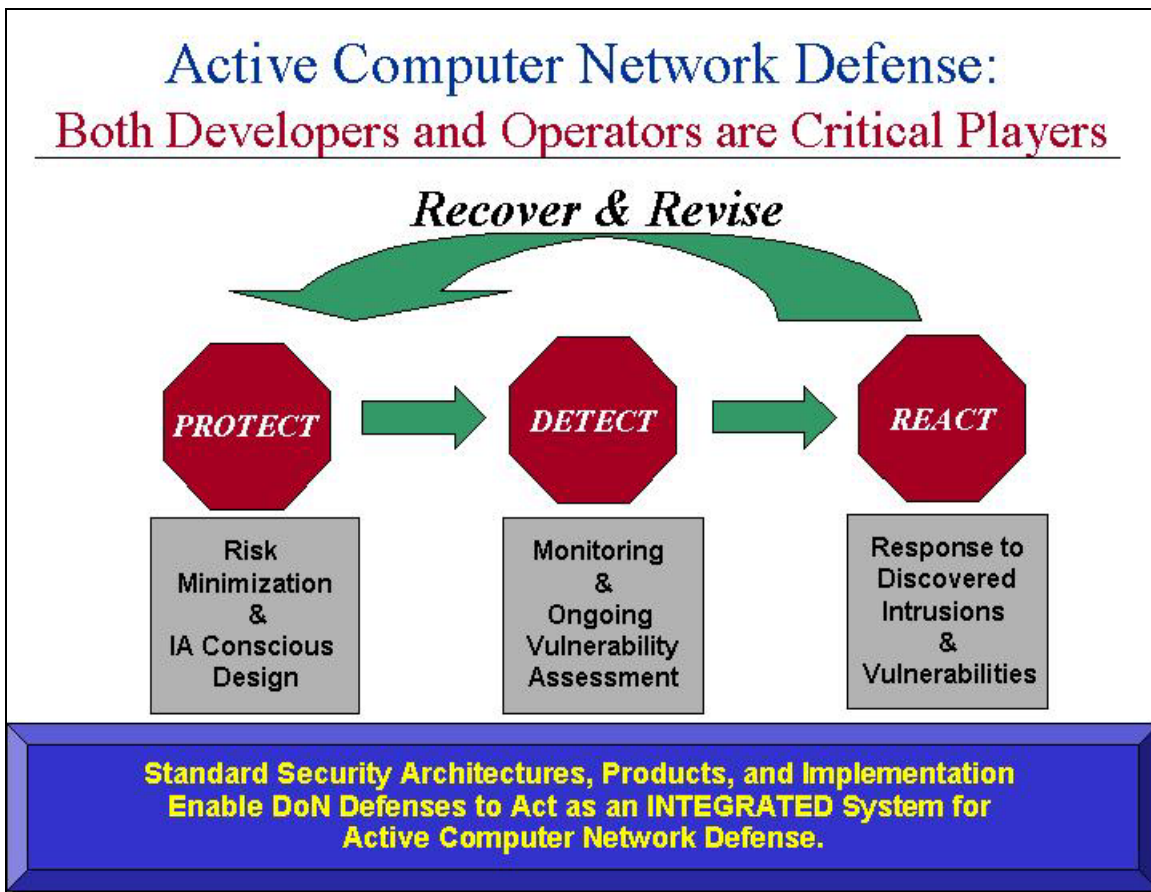 Active Computer Network Defense:
Both Developers and Operators are Critical Players
Recover & Revise
PROTECT
DETECT
REACT
Risk
Minimization
&
IA Conscious
Design
Monitoring
&
Ongoing
Vulnerability
Assessment
Response to
Discovered
Intrusions
&
Vulnerabilities
Standard Security Architectures, Products, and Implementation
Enable DoN Defenses to Act as an INTEGRATED System for
Active Computer Network Defense.